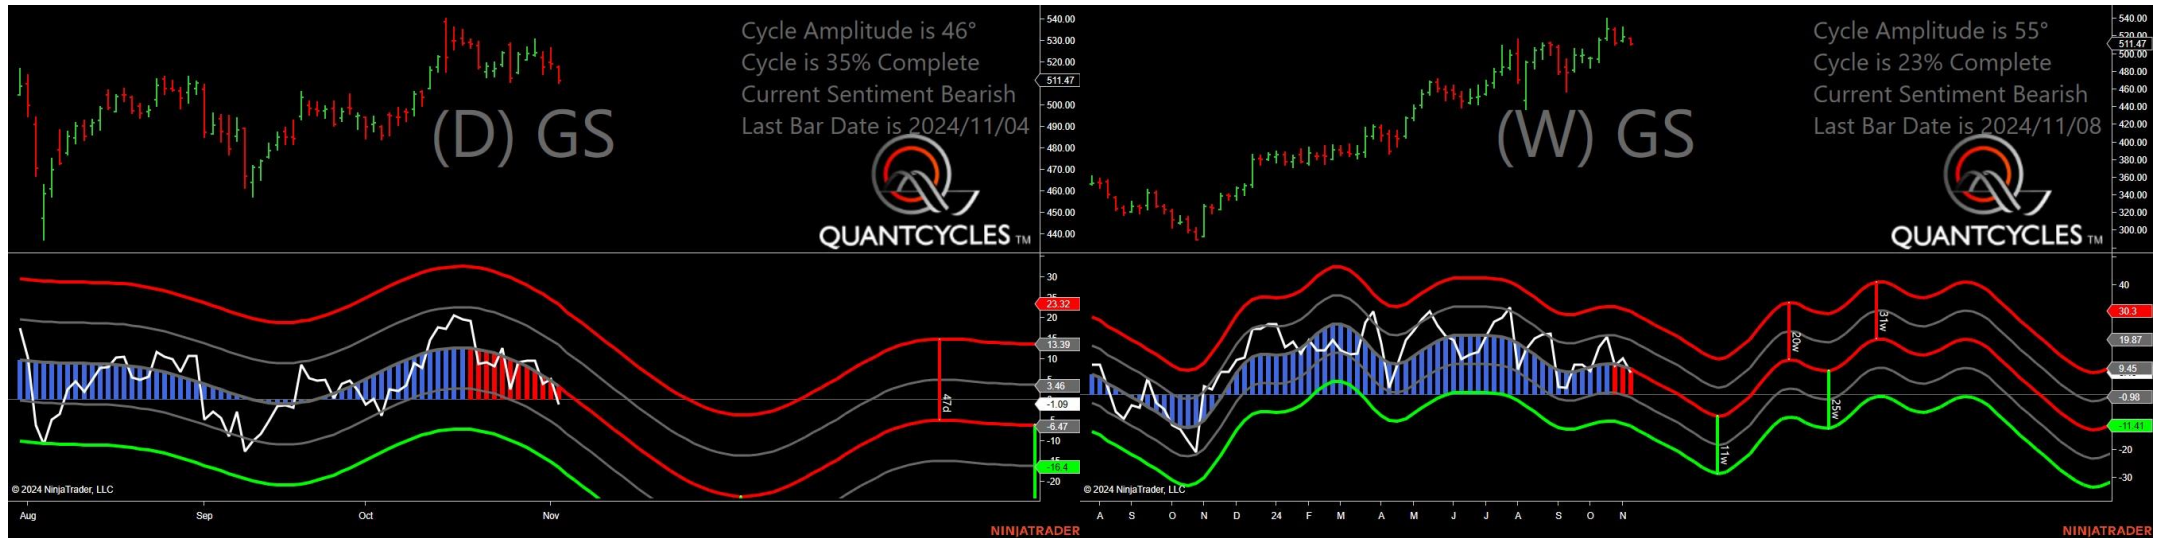 Cycle Amplitude is 46°
Cycle is 35% Complete
Current Sentiment Bearish
Last Bar Date is 2024/11/04
(D) GS
QUANTCYCLES TM
540.00
530.00
520.00
511.47
500.00
490.00
480.00
470.00
460.00
450.00
440.00
30
23.32
20
13.39
10
3.46
-1.09
-6.47
-10
-16.4
-20
47d
© 2024 NinjaTrader, LLC
Aug Sep Oct Nov
NINJATRADER
Cycle Amplitude is 55°
Cycle is 23% Complete
Current Sentiment Bearish
Last Bar Date is 2024/11/08
(W) GS
QUANTCYCLES TM
540.00
520.00
511.47
500.00
480.00
460.00
440.00
420.00
400.00
380.00
360.00
340.00
320.00
300.00
40
30.3
19.87
9.45
-0.98
-11.41
-20
-30
11w
20w
25w
31w
© 2024 NinjaTrader, LLC
A S O N D 24 F M A M J J A S O N
NINJATRADER